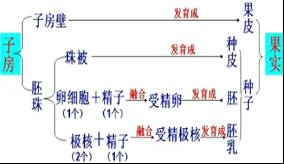 子房壁 发育成 果皮
子房
珠被 发育成 种皮
果实
胚珠
卵细胞+精子 融合 受精卵 发育成 胚
种子
(1个) (1个)
极核+精子 融合 受精极核 发育成 胚乳
(2个) (1个)